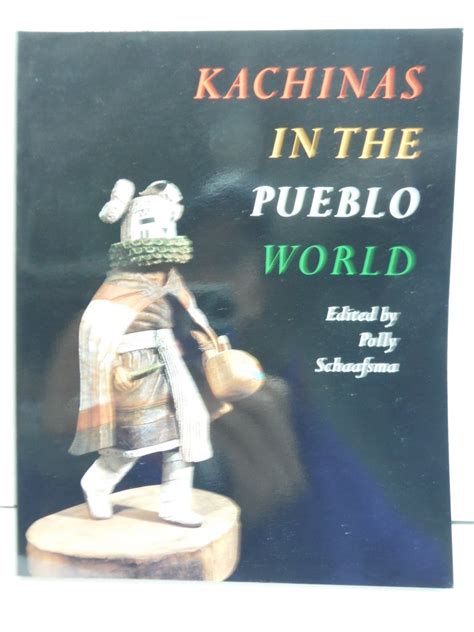 KACHINAS
IN THE
PUEBLO
WORLD
Edited by
Polly
Schaafsma